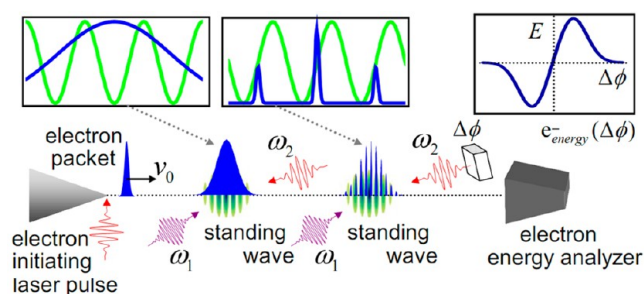 E
Δϕ
e⁻energy(Δϕ)
electron
packet
v₀
ω₂
Δϕ
ω₂
electron
initiating
laser pulse
ω₁
standing
wave
ω₁
standing
wave
electron
energy analyzer